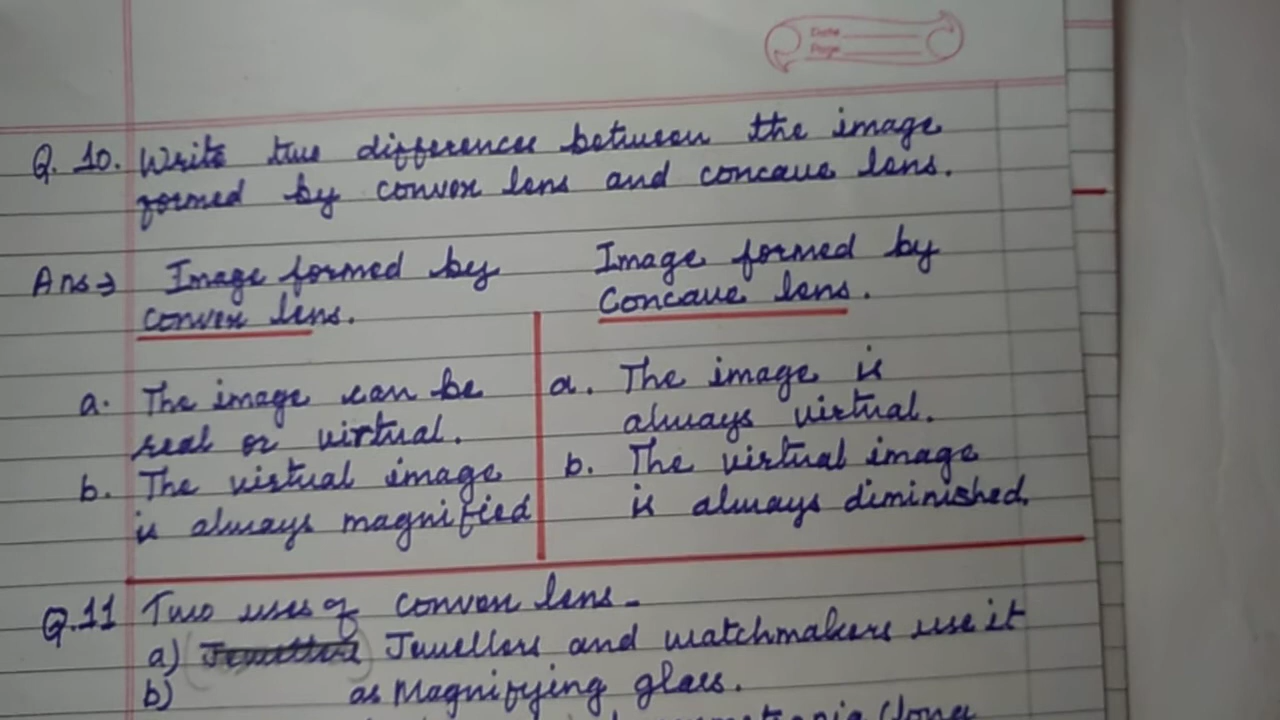 Date
Page
Q. 10. Write two differences between the image
formed by convex lens and concave lens.
Ans→ Image formed by
convex lens.
Image formed by
Concave lens.
a. The image can be
real or virtual.
b. The virtual image
is always magnified
a. The image is
always virtual.
b. The virtual image
is always diminished.
Q.11 Two uses of convex lens-
a) Jewellers and watchmakers use it
b) as Magnifying glass.